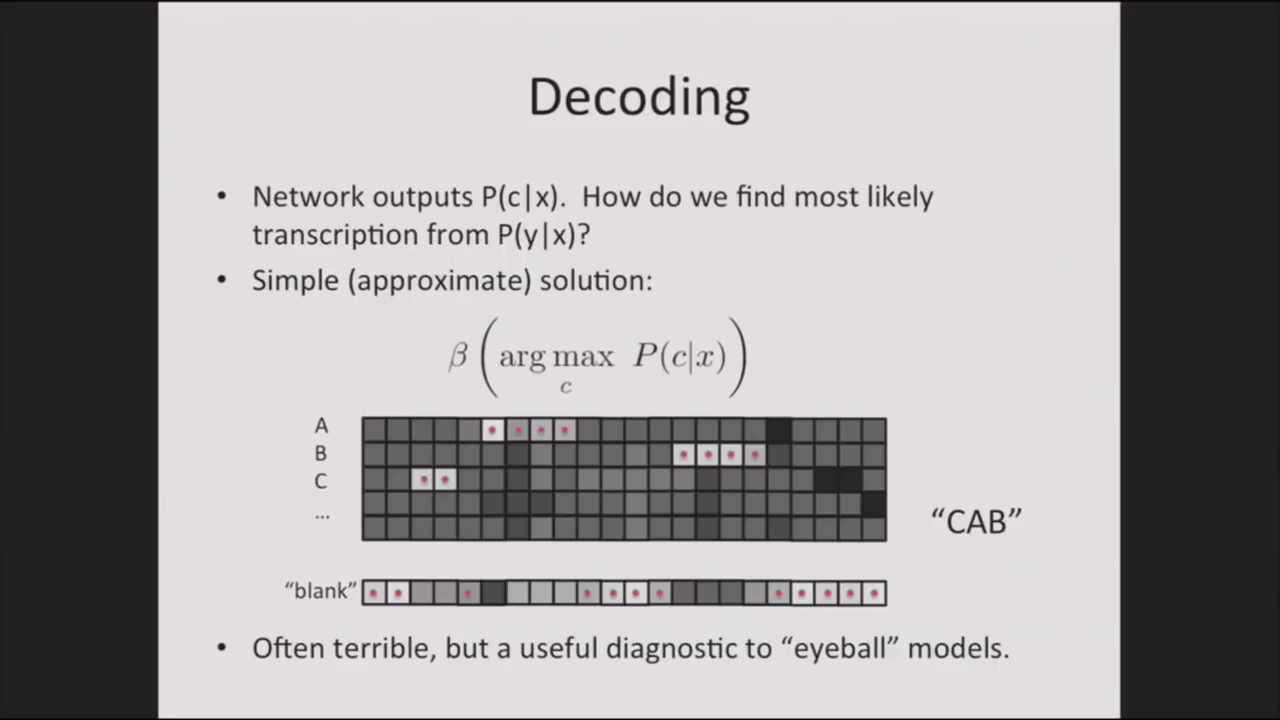 Decoding
• Network outputs P(c|x).  How do we find most likely
transcription from P(y|x)?
• Simple (approximate) solution:
β ( arg max P(c|x) )
c
A
B
C
...
“CAB”
“blank”
• Often terrible, but a useful diagnostic to “eyeball” models.